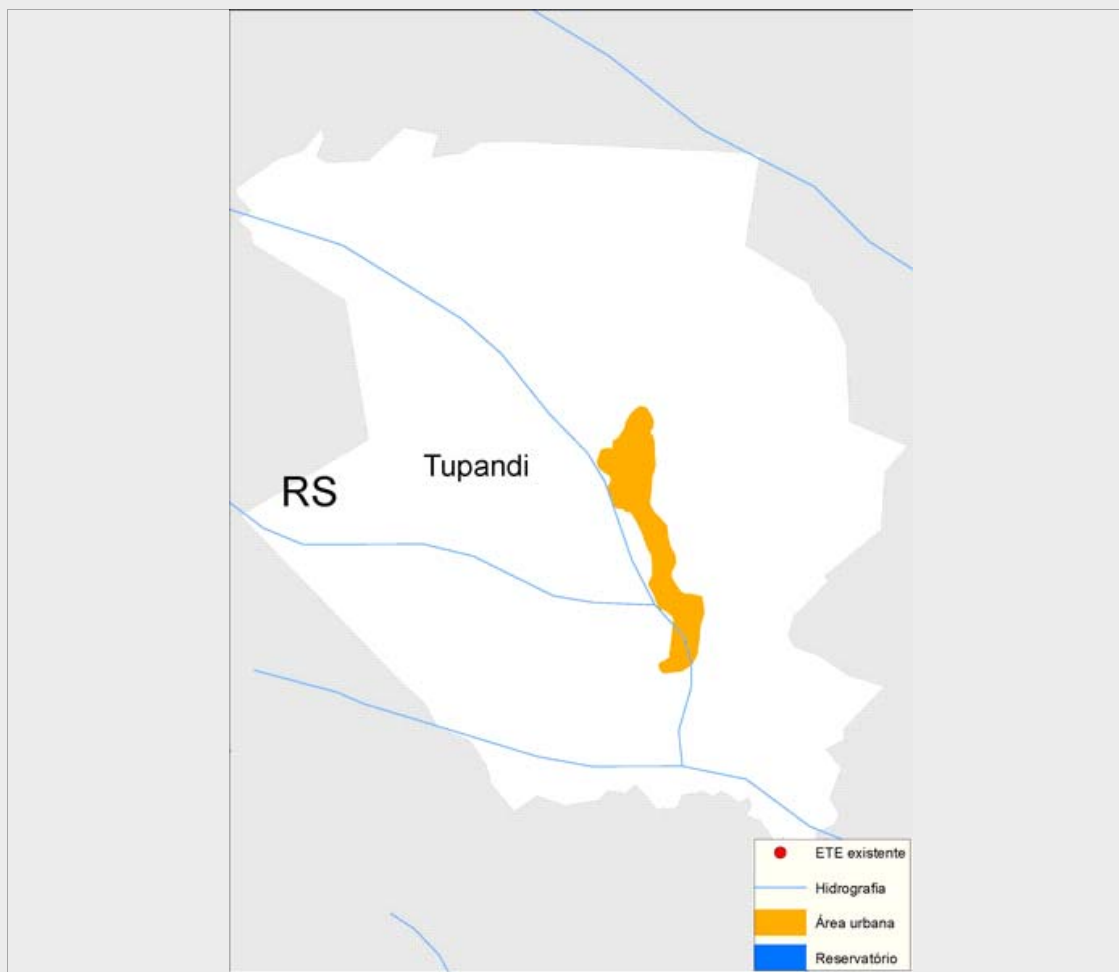 Tupandi
RS
ETE existente
Hidrografia
Área urbana
Reservatório